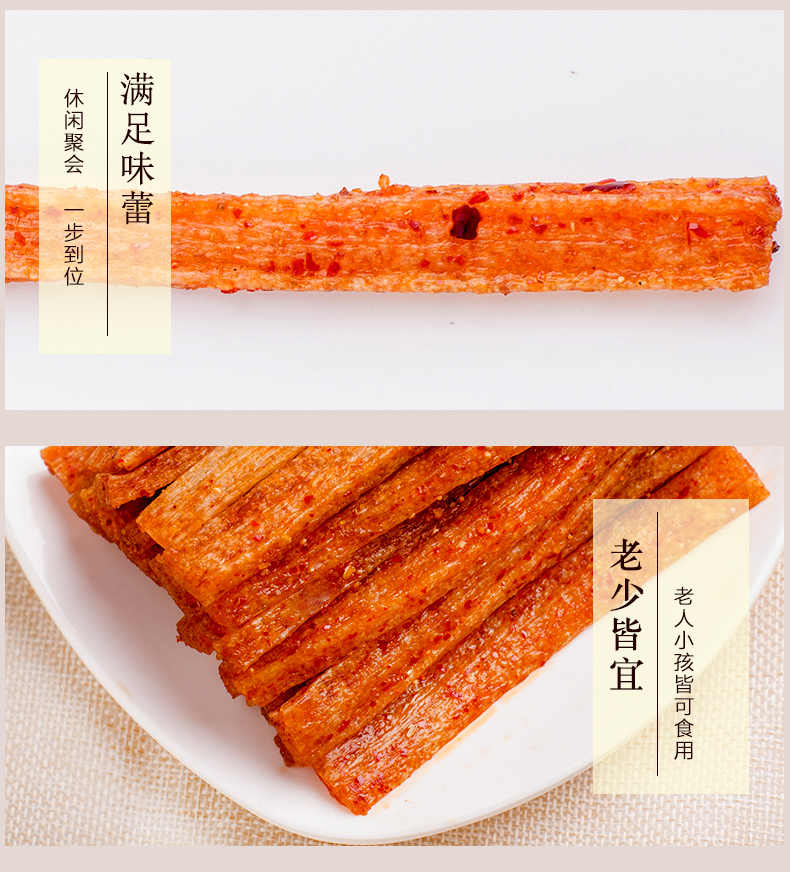 满足味蕾
休闲聚会 一步到位
老少皆宜
老人小孩皆可食用